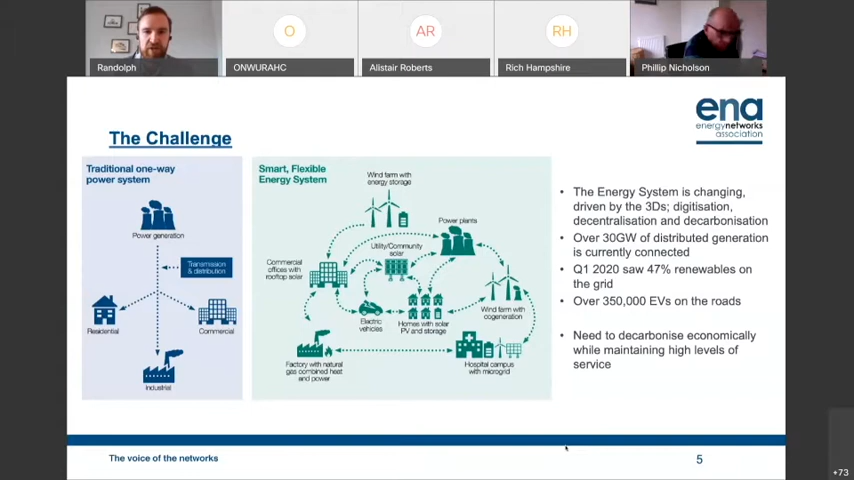 O
AR
RH
Randolph
ONWURAHC
Alistair Roberts
Rich Hampshire
Phillip Nicholson
ena
energynetworks
association
The Challenge
Traditional one-way
power system
Power generation
Transmission
& distribution
Residential
Commercial
Industrial
Smart, Flexible
Energy System
Wind farm with
energy storage
Power plants
Utility/Community
solar
Commercial
offices with
rooftop solar
Electric
vehicles
Homes with solar
PV and storage
Wind farm with
cogeneration
Factory with natural
gas combined heat
and power
Hospital campus
with microgrid
• The Energy System is changing,
driven by the 3Ds; digitisation,
decentralisation and decarbonisation
• Over 30GW of distributed generation
is currently connected
• Q1 2020 saw 47% renewables on
the grid
• Over 350,000 EVs on the roads
• Need to decarbonise economically
while maintaining high levels of
service
The voice of the networks
5
+73